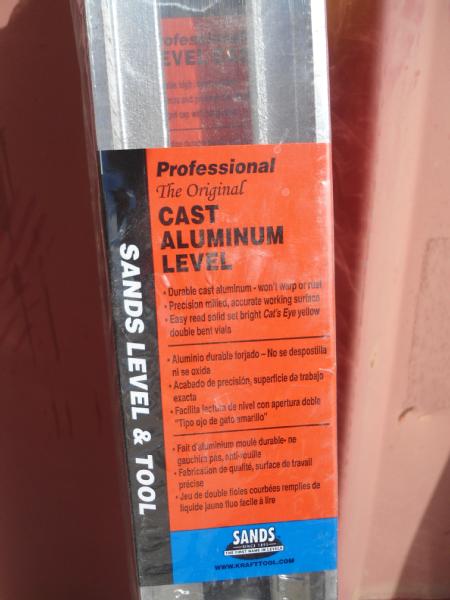 Professional
Professional
The Original
CAST
ALUMINUM
LEVEL
SANDS LEVEL & TOOL
• Durable cast aluminum - won't warp or rust
• Precision milled, accurate working surface
• Easy read solid set bright Cat's Eye yellow
double bent vials
• Aluminio durable forjado – No se despostilla
ni se oxida
• Acabado de precisión, superficie de trabajo
exacta
• Facilita lectura de nivel con apertura doble
"Tipo ojo de gato amarillo"
• Fait d'aluminium moulé durable- ne
gauchira pas, anti-rouille
• Fabrication de qualité, surface de travail
précise
• Jeu de double fioles courbées remplies de
liquide jaune fluo facile à lire
SANDS
SINCE 1895
THE FIRST NAME IN LEVELS
WWW.KRAFTTOOL.COM